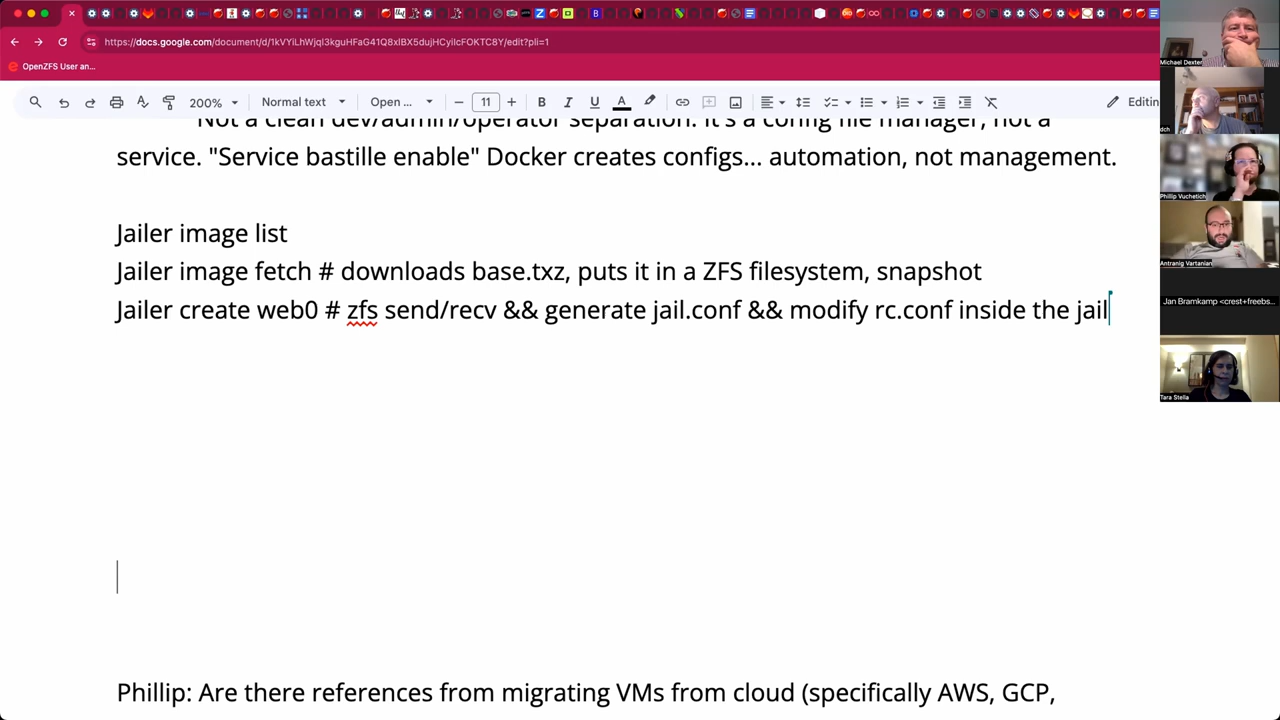 https://docs.google.com/document/d/1kVYiLhWjqI3kguHFaG41Q8xIBX5dujHCyiIcFOKTC8Y/edit?pli=1
OpenZFS User an...
200%
Normal text
Open ...
11
Editin
Not a clean dev/admin/operator separation. It's a config file manager, not a
service. "Service bastille enable" Docker creates configs... automation, not management.
Jailer image list
Jailer image fetch # downloads base.txz, puts it in a ZFS filesystem, snapshot
Jailer create web0 # zfs send/recv && generate jail.conf && modify rc.conf inside the jail
Phillip: Are there references from migrating VMs from cloud (specifically AWS, GCP,
Michael Dexter
dch
Phillip Vuchetich
Antranig Vartanian
Jan Bramkamp <crest+freebs...
Tara Stella